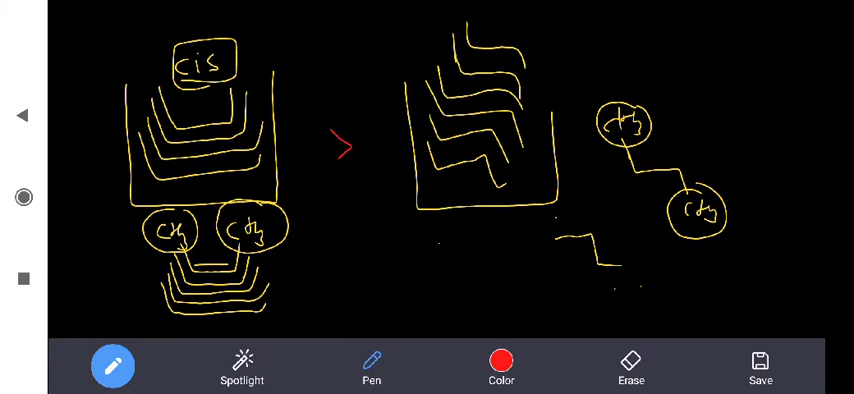 cis
>
CH3
CH3 CH3
CH3
Spotlight Pen Color Erase Save